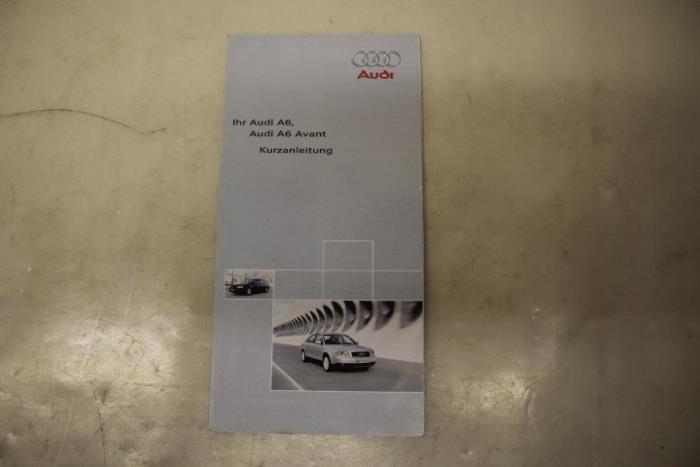 Audi
Ihr Audi A6,
Audi A6 Avant
Kurzanleitung